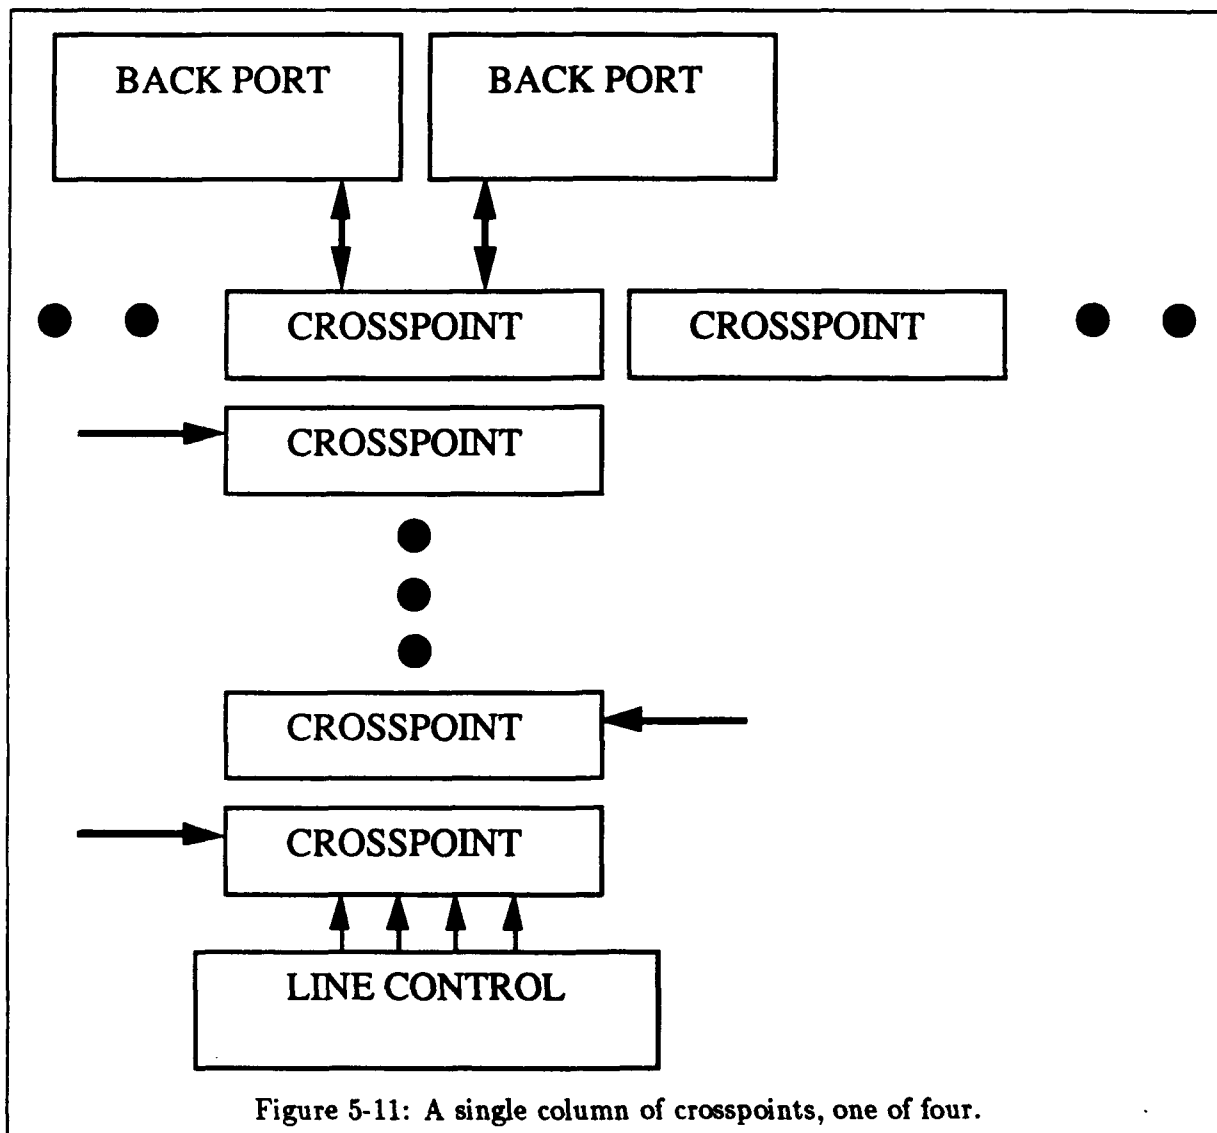 BACK PORT BACK PORT
CROSSPOINT CROSSPOINT
CROSSPOINT
CROSSPOINT
CROSSPOINT
LINE CONTROL
Figure 5-11: A single column of crosspoints, one of four.